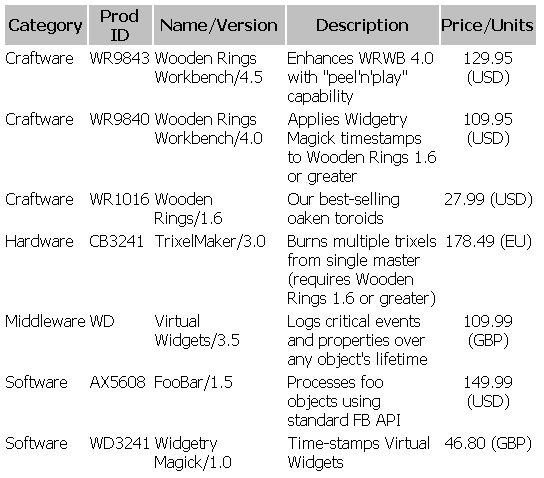 Category Prod ID Name/Version Description Price/Units
Craftware WR9843 Wooden Rings Enhances WRWB 4.0 129.95
Workbench/4.5 with "peel'n'play" (USD)
capability
Craftware WR9840 Wooden Rings Applies Widgetry 109.95
Workbench/4.0 Magick timestamps (USD)
to Wooden Rings 1.6
or greater
Craftware WR1016 Wooden Our best-selling 27.99 (USD)
Rings/1.6 oaken toroids
Hardware CB3241 TrixelMaker/3.0 Burns multiple trixels 178.49 (EU)
from single master
(requires Wooden
Rings 1.6 or greater)
Middleware WD Virtual Logs critical events 109.99
Widgets/3.5 and properties over (GBP)
any object's lifetime
Software AX5608 FooBar/1.5 Processes foo 149.99
objects using (USD)
standard FB API
Software WD3241 Widgetry Time-stamps Virtual 46.80 (GBP)
Magick/1.0 Widgets